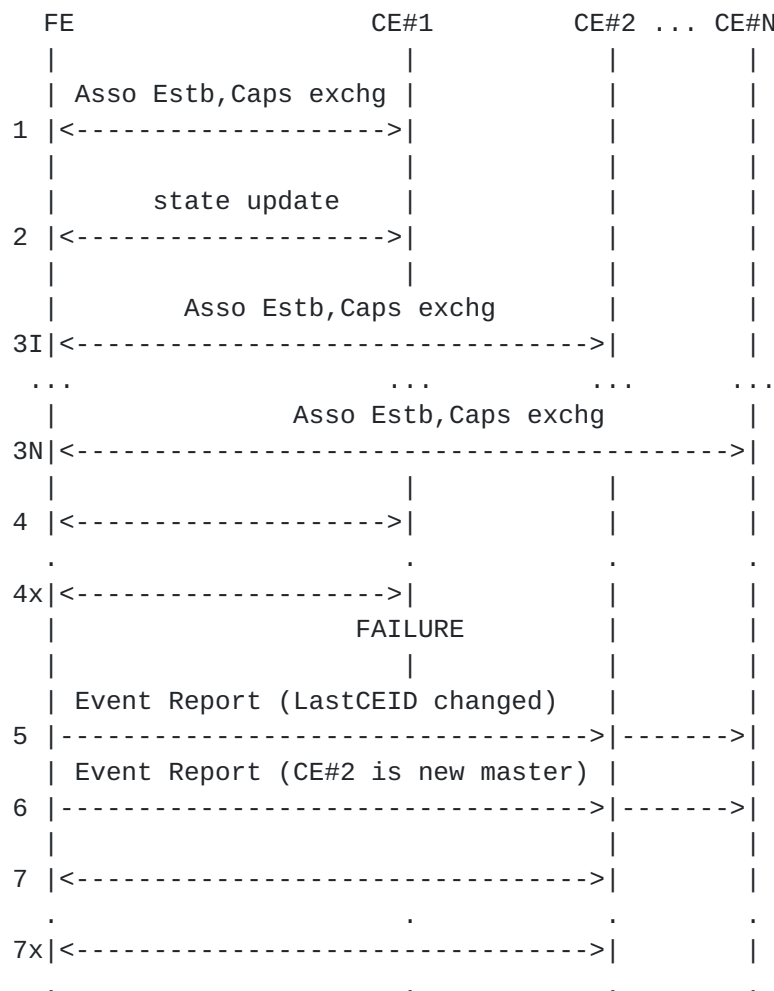 FE                   CE#1         CE#2 ... CE#N
  |                      |            |        |
  | Asso Estb,Caps exchg |            |        |
1 |<-------------------->|            |        |
  |                      |            |        |
  |      state update    |            |        |
2 |<-------------------->|            |        |
  |                      |            |        |
  |        Asso Estb,Caps exchg       |        |
3I|<--------------------------------->|        |
 ...                    ...          ...      ...
  |               Asso Estb,Caps exchg         |
3N|<------------------------------------------>|
  |                      |            |        |
4 |<-------------------->|            |        |
  .                      .            .        .
4x|<-------------------->|            |        |
  |                   FAILURE         |        |
  |                      |            |        |
  | Event Report (LastCEID changed)   |        |
5 |---------------------------------->|------->|
  | Event Report (CE#2 is new master) |        |
6 |---------------------------------->|------->|
  |                                   |        |
7 |<--------------------------------->|        |
  .                      .            .        .
7x|<--------------------------------->|        |
  .                      .            .        .